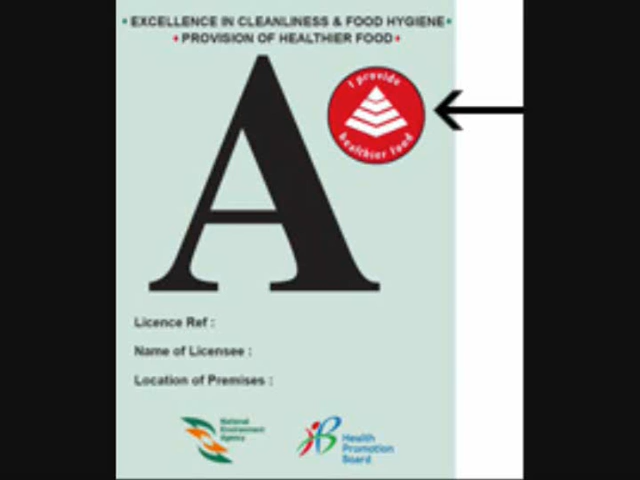 • EXCELLENCE IN CLEANLINESS & FOOD HYGIENE •
• PROVISION OF HEALTHIER FOOD •
A
I provide
healthier food
Licence Ref :
Name of Licensee :
Location of Premises :
National
Environment
Agency
Health
Promotion
Board